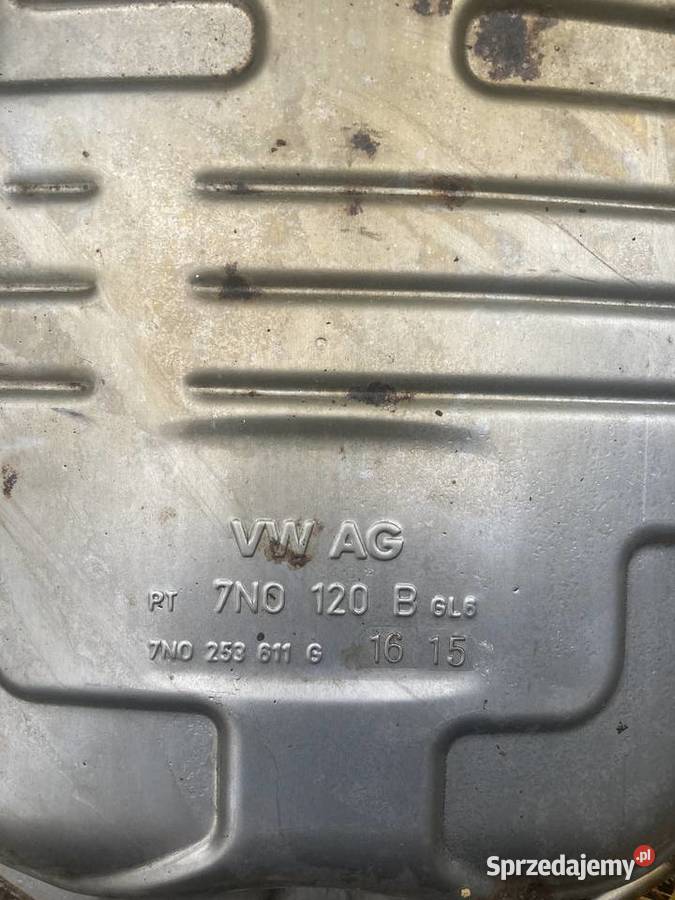 VW AG
PT 7N0 120 B GL6
7N0 253 611 G 16 15
Sprzedajemy.pl